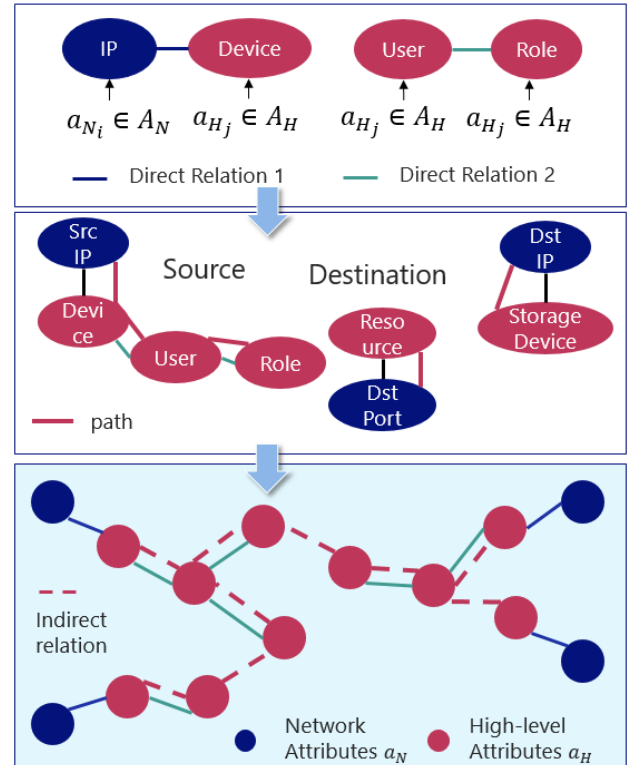 IP
Device
User
Role
a_{N_i} ∈ A_N
a_{H_j} ∈ A_H
a_{H_j} ∈ A_H
a_{H_j} ∈ A_H
Direct Relation 1
Direct Relation 2
Src
IP
Devi
ce
Source
User
Role
path
Destination
Reso
urce
Dst
Port
Dst
IP
Storage
Device
Indirect
relation
Network
Attributes a_N
High-level
Attributes a_H